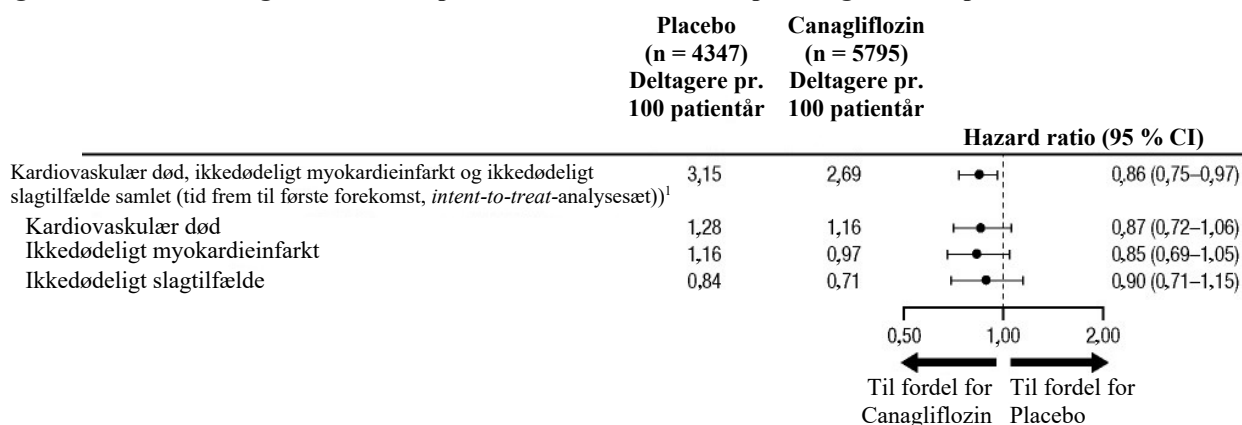 Placebo Canagliflozin
(n = 4347) (n = 5795)
Deltagere pr. Deltagere pr.
100 patientår 100 patientår
Hazard ratio (95 % CI)
Kardiovaskulær død, ikkedødeligt myokardieinfarkt og ikkedødeligt
slagtilfælde samlet (tid frem til første forekomst, intent-to-treat-analysesæt))¹ 3,15 2,69 0,86 (0,75–0,97)
Kardiovaskulær død 1,28 1,16 0,87 (0,72–1,06)
Ikkedødeligt myokardieinfarkt 1,16 0,97 0,85 (0,69–1,05)
Ikkedødeligt slagtilfælde 0,84 0,71 0,90 (0,71–1,15)
0,50 1,00 2,00
Til fordel for Til fordel for
Canagliflozin Placebo